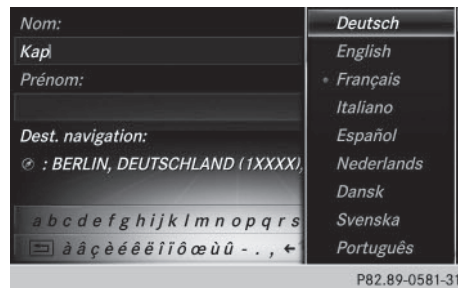 Nom:
Kap
Prénom:
Dest. navigation:
: BERLIN, DEUTSCHLAND (1XXXX),
a b c d e f g h i j k l m n o p q r s
à â ç è é ê ë î ï ô œ ù û - . , ←
Deutsch
English
Français
Italiano
Español
Nederlands
Dansk
Svenska
Português
P82.89-0581-31